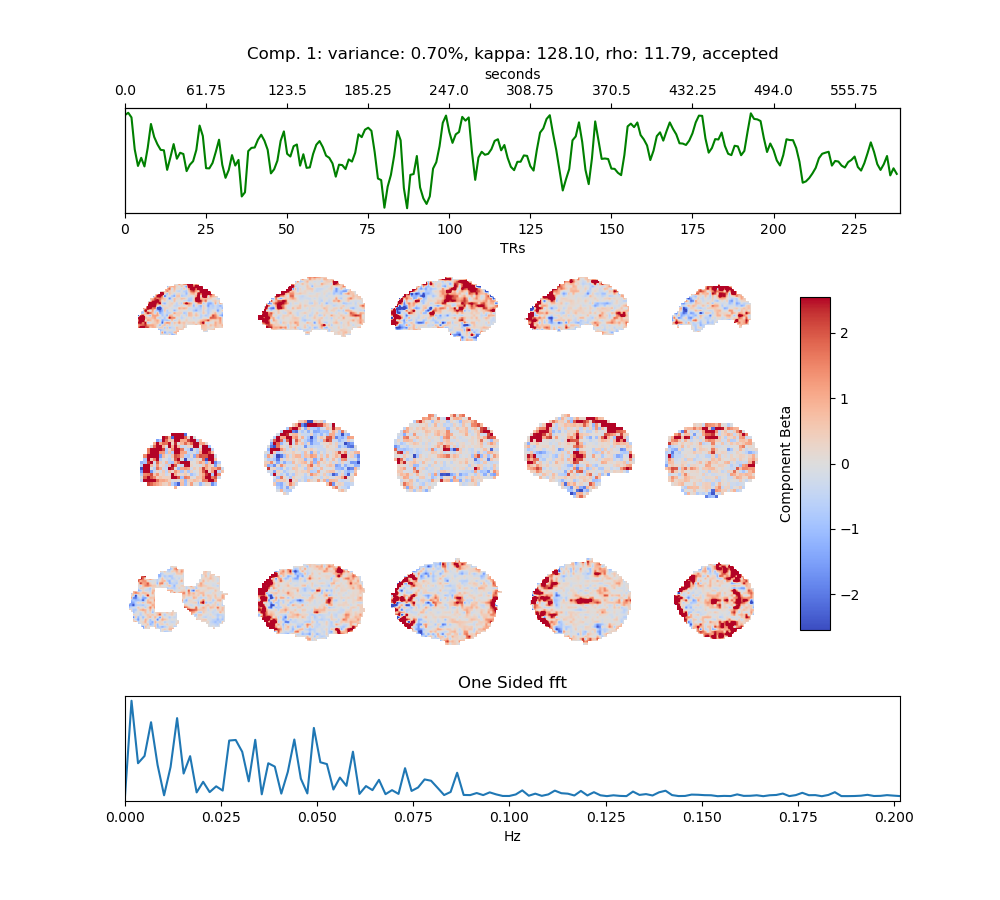 Comp. 1: variance: 0.70%, kappa: 128.10, rho: 11.79, accepted
seconds
0.0 61.75 123.5 185.25 247.0 308.75 370.5 432.25 494.0 555.75
0 25 50 75 100 125 150 175 200 225
TRs
2
1
0
−1
−2
Component Beta
One Sided fft
0.000 0.025 0.050 0.075 0.100 0.125 0.150 0.175 0.200
Hz